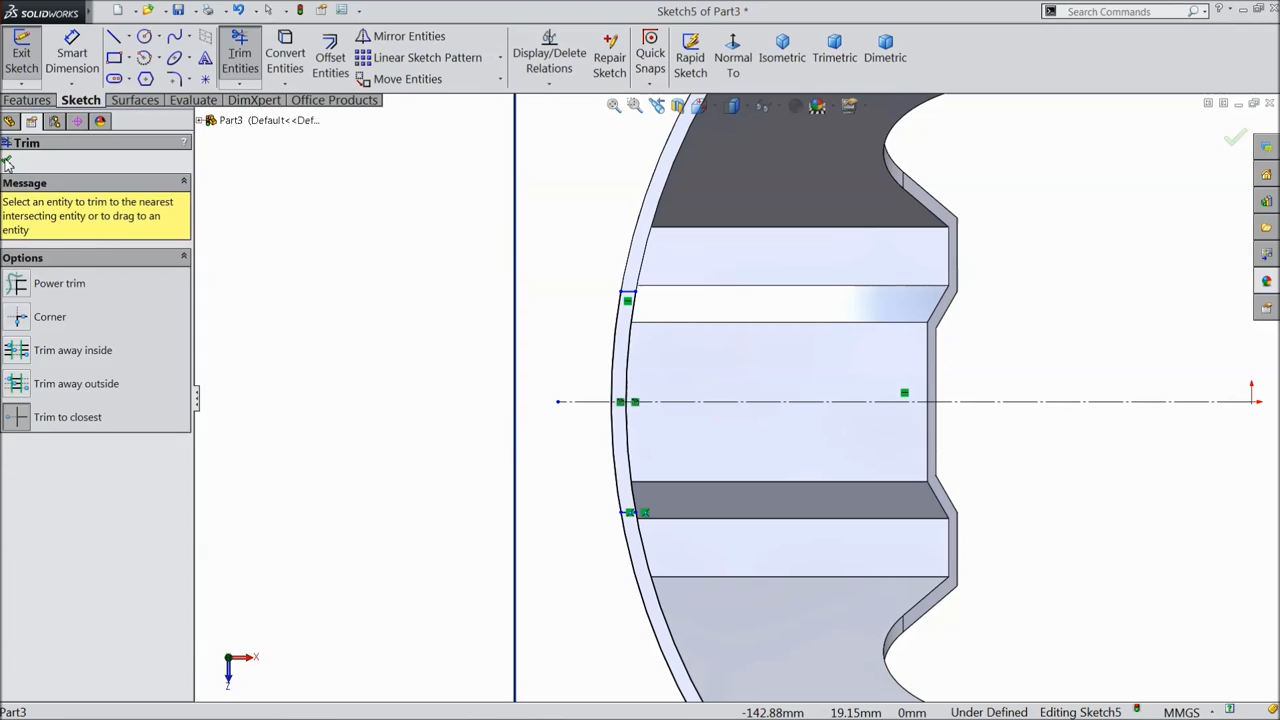 SOLIDWORKS
Sketch5 of Part3 *
Search Commands
Exit Sketch
Smart Dimension
Trim Entities
Convert Entities
Offset Entities
Mirror Entities
Linear Sketch Pattern
Move Entities
Display/Delete Relations
Repair Sketch
Quick Snaps
Rapid Sketch
Normal To
Isometric
Trimetric
Dimetric
Features
Sketch
Surfaces
Evaluate
DimXpert
Office Products
Part3 (Default<<Def...
Trim
?
Message
Select an entity to trim to the nearest
intersecting entity or to drag to an
entity
Options
Power trim
Corner
Trim away inside
Trim away outside
Trim to closest
X
Z
Part3
-142.88mm
19.15mm
0mm
Under Defined
Editing Sketch5
MMGS